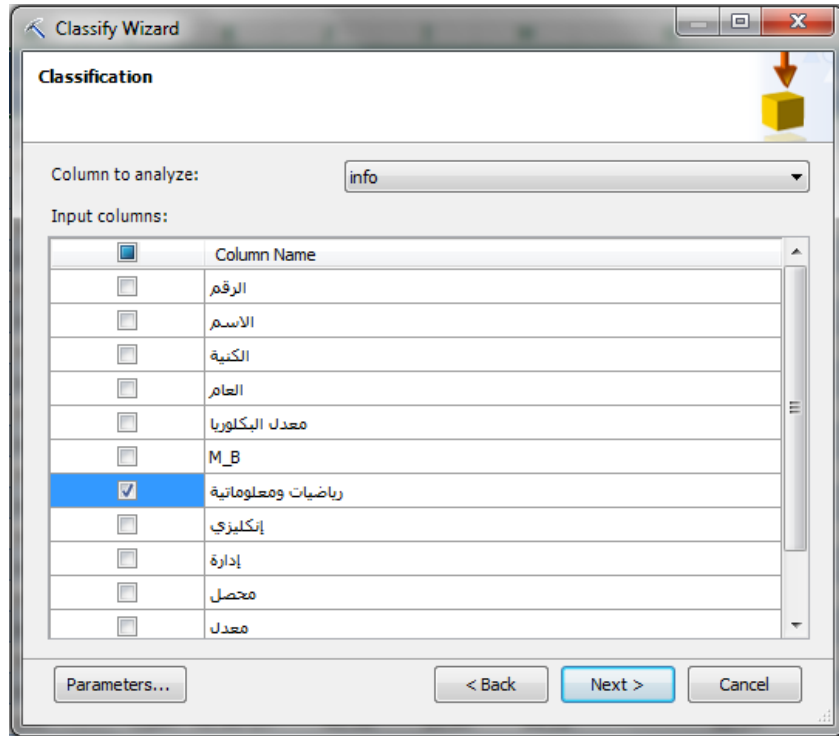 Classify Wizard
Classification
Column to analyze: info
Input columns:
Column Name
الرقم
الاسم
الكنية
العام
معدل البكلوريا
M_B
رياضيات ومعلوماتية
إنكليزي
إدارة
محصل
معدل
Parameters... < Back Next > Cancel